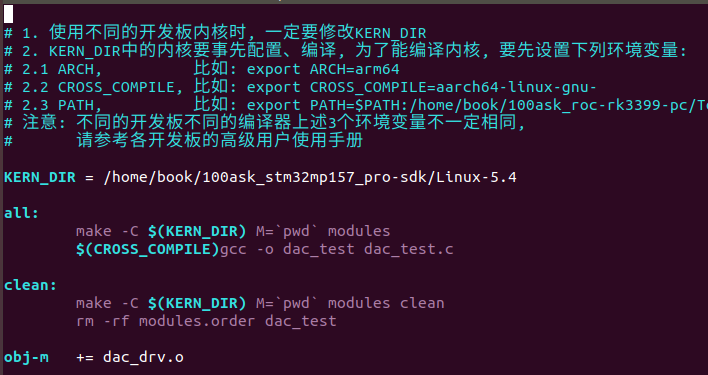 # 1. 使用不同的开发板内核时, 一定要修改KERN_DIR
# 2. KERN_DIR中的内核要事先配置、编译, 为了能编译内核, 要先设置下列环境变量:
# 2.1 ARCH,          比如: export ARCH=arm64
# 2.2 CROSS_COMPILE, 比如: export CROSS_COMPILE=aarch64-linux-gnu-
# 2.3 PATH,          比如: export PATH=$PATH:/home/book/100ask_roc-rk3399-pc/To
# 注意: 不同的开发板不同的编译器上述3个环境变量不一定相同,
#       请参考各开发板的高级用户使用手册
KERN_DIR = /home/book/100ask_stm32mp157_pro-sdk/Linux-5.4
all:
        make -C $(KERN_DIR) M=`pwd` modules
        $(CROSS_COMPILE)gcc -o dac_test dac_test.c
clean:
        make -C $(KERN_DIR) M=`pwd` modules clean
        rm -rf modules.order dac_test
obj-m   += dac_drv.o